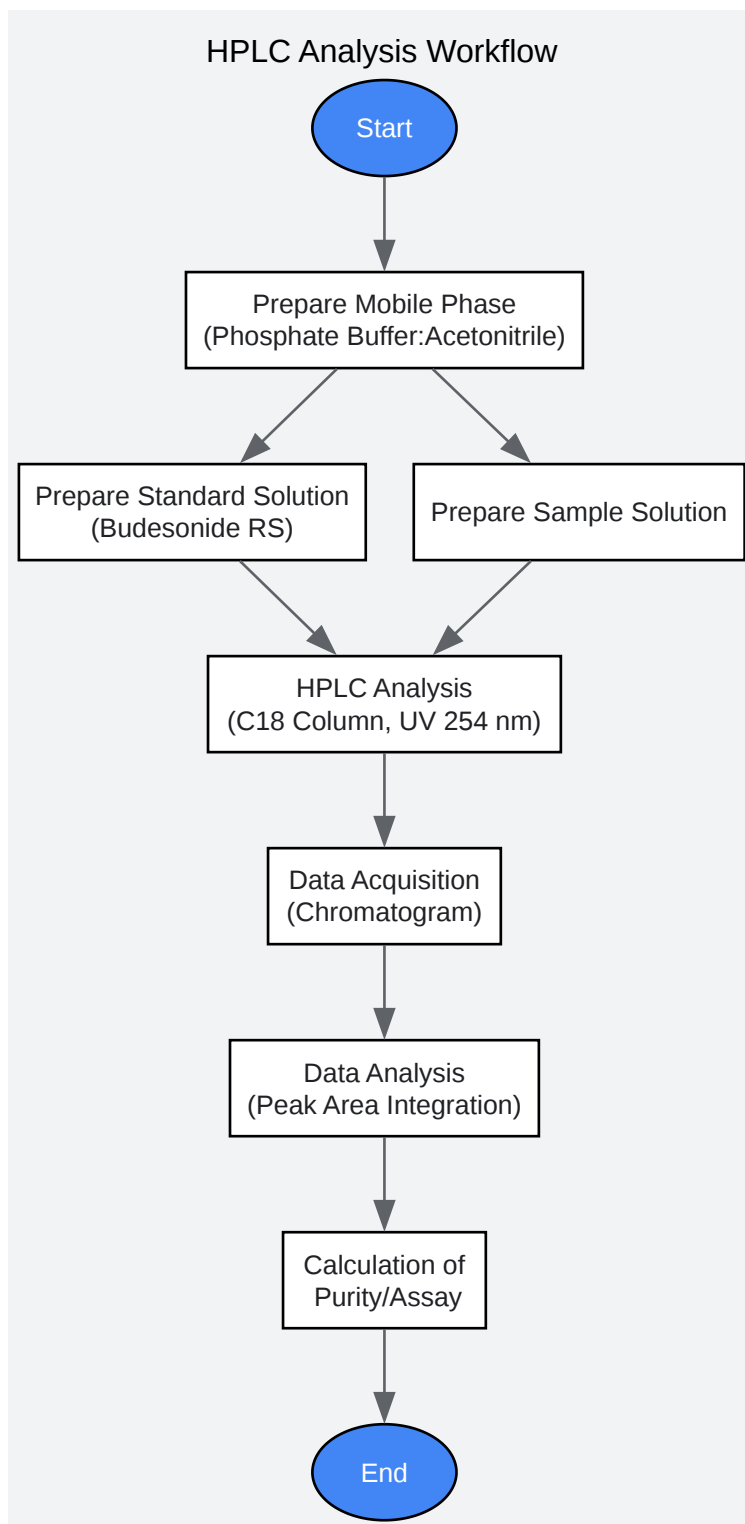 HPLC Analysis Workflow
Start
Prepare Mobile Phase
(Phosphate Buffer:Acetonitrile)
Prepare Standard Solution
(Budesonide RS)
Prepare Sample Solution
HPLC Analysis
(C18 Column, UV 254 nm)
Data Acquisition
(Chromatogram)
Data Analysis
(Peak Area Integration)
Calculation of
Purity/Assay
End